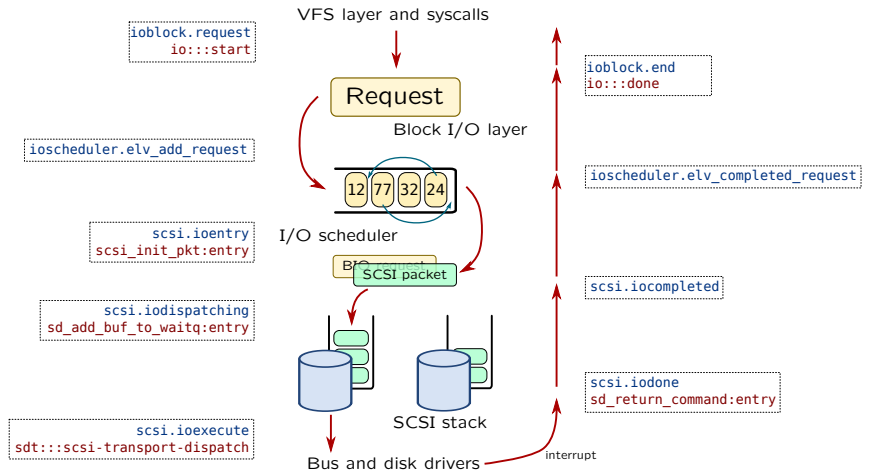 VFS layer and syscalls
ioblock.request
io:::start
ioblock.end
io:::done
Request
Block I/O layer
ioscheduler.elv_add_request
ioscheduler.elv_completed_request
12 77 32 24
I/O scheduler
scsi.ioentry
scsi_init_pkt:entry
BIO request
SCSI packet
scsi.iocompleted
scsi.iodispatching
sd_add_buf_to_waitq:entry
scsi.iodone
sd_return_command:entry
SCSI stack
scsi.ioexecute
sdt:::scsi-transport-dispatch
interrupt
Bus and disk drivers